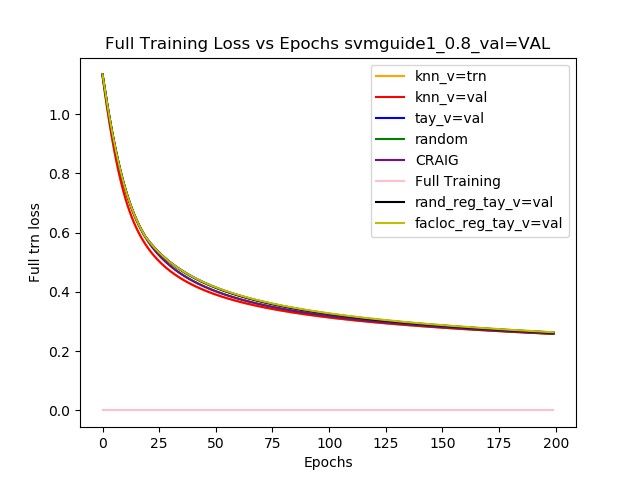 Full Training Loss vs Epochs svmguide1_0.8_val=VAL
knn_v=trn
knn_v=val
tay_v=val
random
CRAIG
Full Training
rand_reg_tay_v=val
facloc_reg_tay_v=val
Full trn loss
1.0
0.8
0.6
0.4
0.2
0.0
0 25 50 75 100 125 150 175 200
Epochs